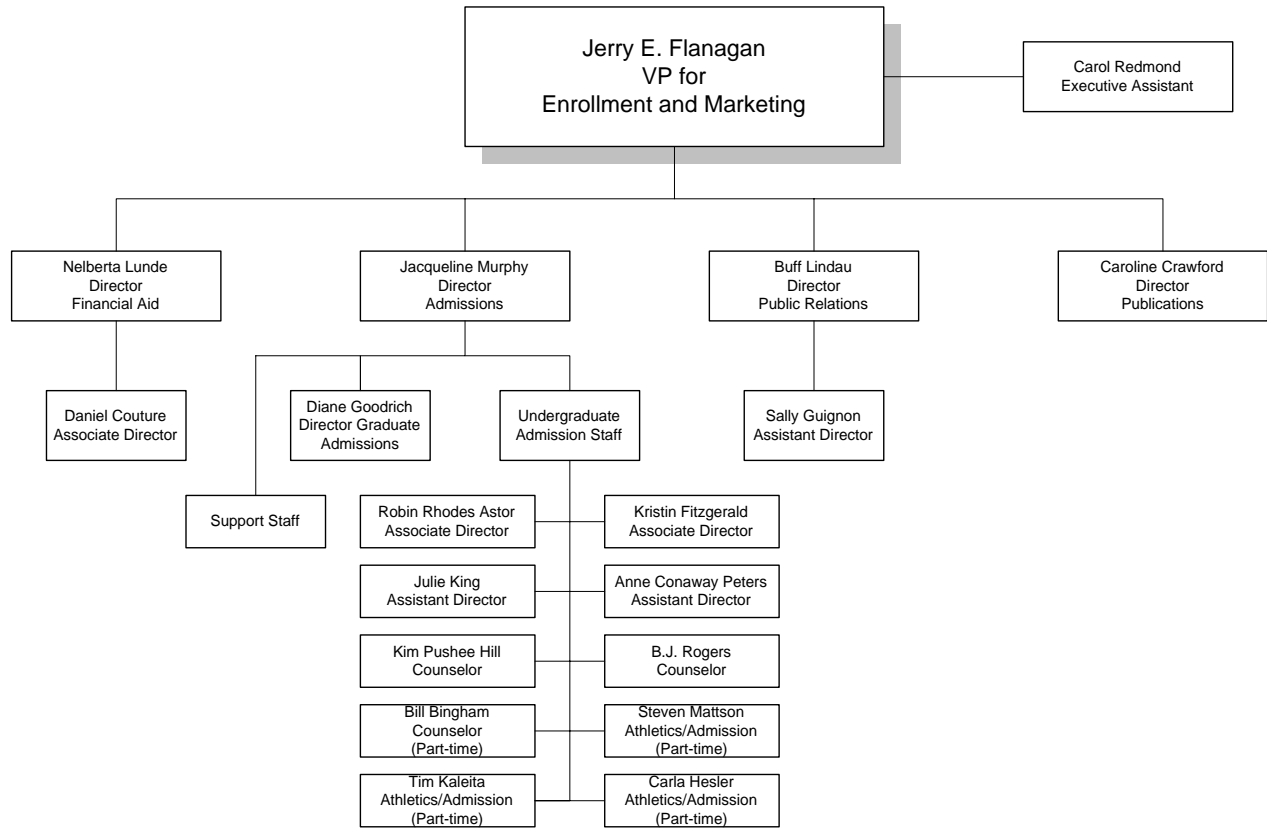 Jerry E. Flanagan
VP for
Enrollment and Marketing
Carol Redmond
Executive Assistant
Nelberta Lunde
Director
Financial Aid
Jacqueline Murphy
Director
Admissions
Buff Lindau
Director
Public Relations
Caroline Crawford
Director
Publications
Daniel Couture
Associate Director
Diane Goodrich
Director Graduate
Admissions
Undergraduate
Admission Staff
Sally Guignon
Assistant Director
Support Staff
Robin Rhodes Astor
Associate Director
Kristin Fitzgerald
Associate Director
Julie King
Assistant Director
Anne Conaway Peters
Assistant Director
Kim Pushee Hill
Counselor
B.J. Rogers
Counselor
Bill Bingham
Counselor
(Part-time)
Steven Mattson
Athletics/Admission
(Part-time)
Tim Kaleita
Athletics/Admission
(Part-time)
Carla Hesler
Athletics/Admission
(Part-time)